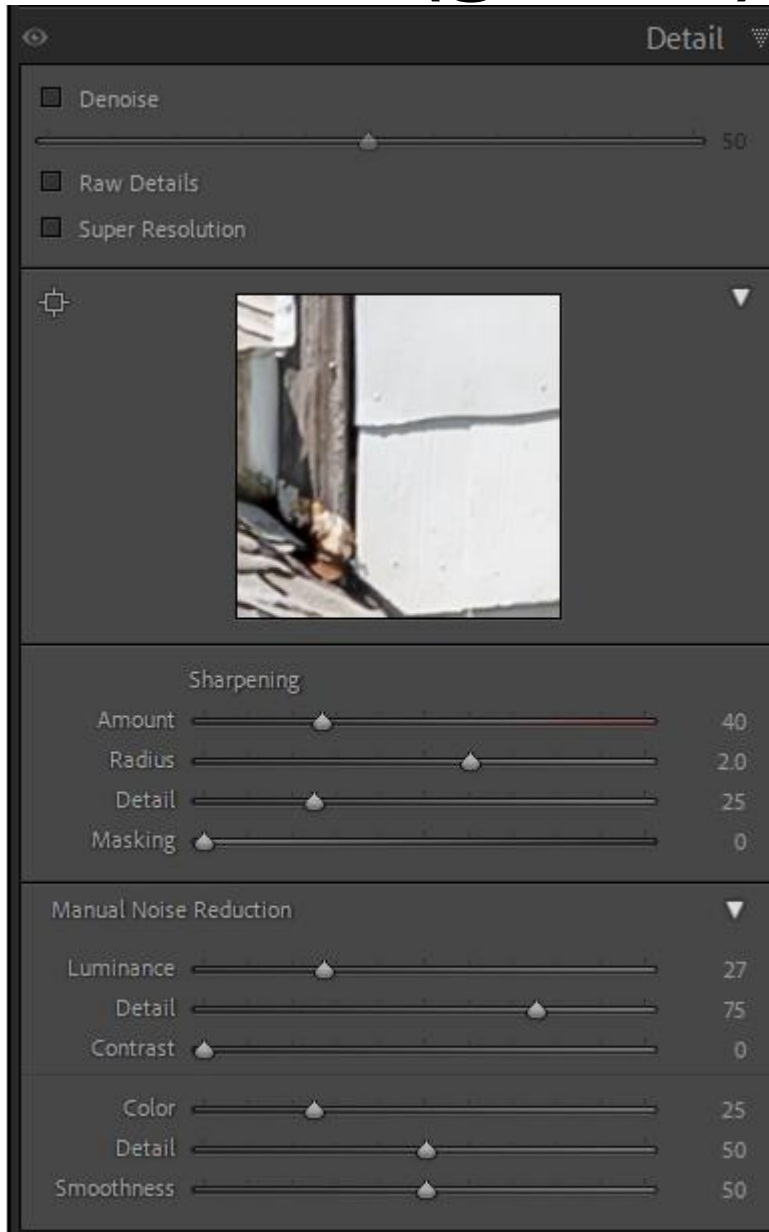 Detail
Denoise
50
Raw Details
Super Resolution
Sharpening
Amount 40
Radius 2.0
Detail 25
Masking 0
Manual Noise Reduction
Luminance 27
Detail 75
Contrast 0
Color 25
Detail 50
Smoothness 50